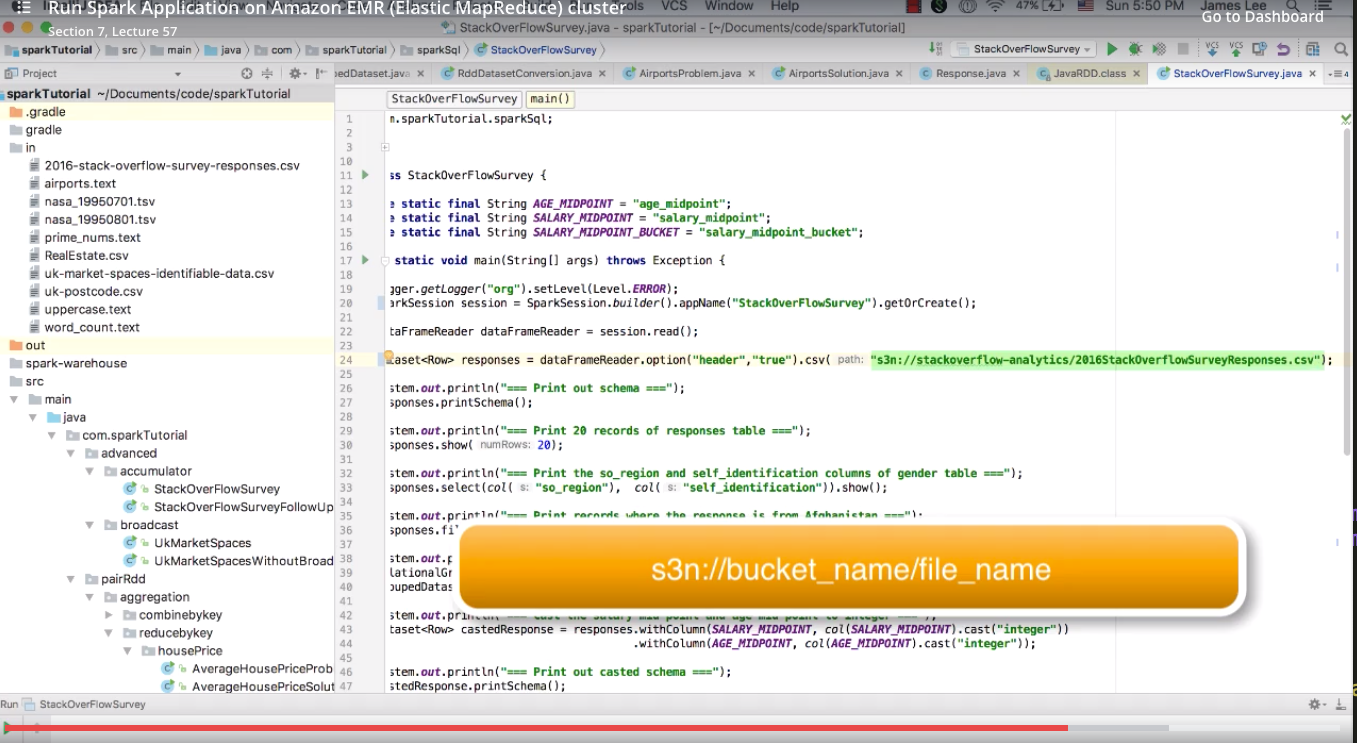 Run Spark Application on Amazon EMR (Elastic MapReduce) cluster
Section 7, Lecture 57
Go to Dashboard
VCS Window Help
47%
Sun 5:50 PM James Lee
StackOverFlowSurvey.java - sparkTutorial - [~/Documents/code/sparkTutorial]
sparkTutorial src main java com sparkTutorial sparkSql StackOverFlowSurvey
StackOverFlowSurvey
Project
RddDatasetConversion.java AirportsProblem.java AirportsSolution.java Response.java JavaRDD.class StackOverFlowSurvey.java
sparkTutorial ~/Documents/code/sparkTutorial
.gradle
gradle
in
2016-stack-overflow-survey-responses.csv
airports.text
nasa_19950701.tsv
nasa_19950801.tsv
prime_nums.text
RealEstate.csv
uk-market-spaces-identifiable-data.csv
uk-postcode.csv
uppercase.text
word_count.text
out
spark-warehouse
src
main
java
com.sparkTutorial
advanced
accumulator
StackOverFlowSurvey
StackOverFlowSurveyFollowUp
broadcast
UkMarketSpaces
UkMarketSpacesWithoutBroad
pairRdd
aggregation
combinebykey
reducebykey
housePrice
AverageHousePriceProb
AverageHousePriceSolut
StackOverFlowSurvey main()
1 n.sparkTutorial.sparkSql;
2
3
10
11 ss StackOverFlowSurvey {
12
13 e static final String AGE_MIDPOINT = "age_midpoint";
14 e static final String SALARY_MIDPOINT = "salary_midpoint";
15 e static final String SALARY_MIDPOINT_BUCKET = "salary_midpoint_bucket";
16
17 static void main(String[] args) throws Exception {
18
19 gger.getLogger("org").setLevel(Level.ERROR);
20 arkSession session = SparkSession.builder().appName("StackOverFlowSurvey").getOrCreate();
21
22 taFrameReader dataFrameReader = session.read();
23
24 taset<Row> responses = dataFrameReader.option("header","true").csv( path: "s3n://stackoverflow-analytics/2016StackOverflowSurveyResponses.csv");
25
26 stem.out.println("=== Print out schema ===");
27 sponses.printSchema();
28
29 stem.out.println("=== Print 20 records of responses table ===");
30 sponses.show( numRows: 20);
31
32 stem.out.println("=== Print the so_region and self_identification columns of gender table ===");
33 sponses.select(col( s: "so_region"), col( s: "self_identification")).show();
34
35 stem.out.println("=== Print records where the response is from Afghanistan ===");
36 sponses.fi
37
38 stem.out.p
39 lationalGr
40 oupedDatas
41
42 stem.out.println("=== Cast the salary mid point and age mid point to integer === ");
43 taset<Row> castedResponse = responses.withColumn(SALARY_MIDPOINT, col(SALARY_MIDPOINT).cast("integer"))
44 .withColumn(AGE_MIDPOINT, col(AGE_MIDPOINT).cast("integer"));
45
46 stem.out.println("=== Print out casted schema ===");
47 stedResponse.printSchema();
s3n://bucket_name/file_name
Run StackOverFlowSurvey